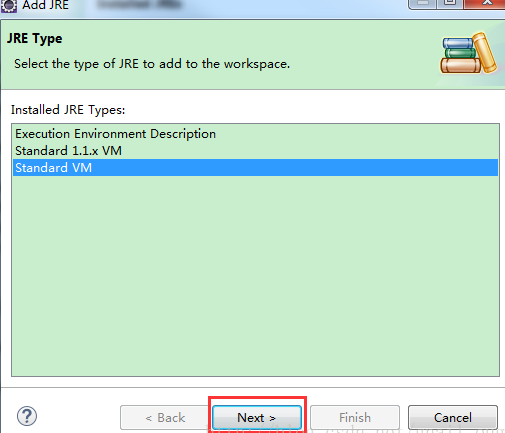 Add JRE
JRE Type
Select the type of JRE to add to the workspace.
Installed JRE Types:
Execution Environment Description
Standard 1.1.x VM
Standard VM
?
< Back
Next >
Finish
Cancel